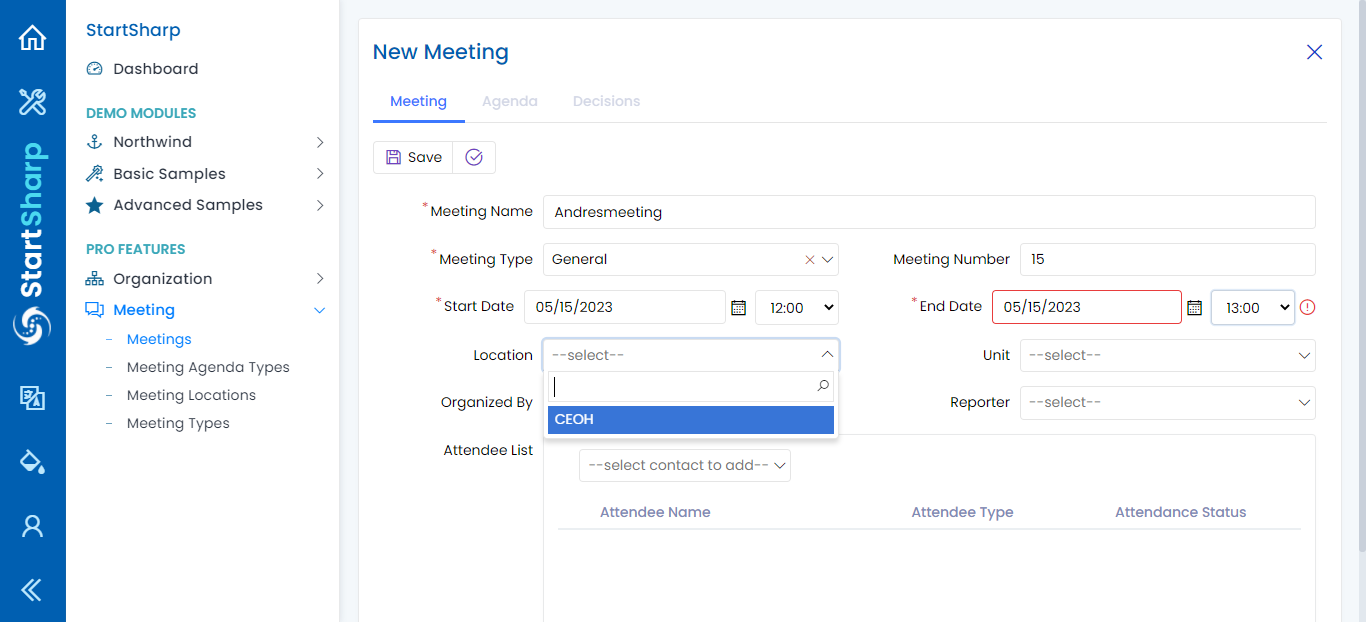 StartSharp
StartSharp
Dashboard
DEMO MODULES
Northwind
Basic Samples
Advanced Samples
PRO FEATURES
Organization
Meeting
– Meetings
– Meeting Agenda Types
– Meeting Locations
– Meeting Types
New Meeting
Meeting Agenda Decisions
Save
*Meeting Name Andresmeeting
*Meeting Type General Meeting Number 15
*Start Date 05/15/2023 12:00 *End Date 05/15/2023 13:00
Location --select-- Unit --select--
Organized By Reporter --select--
CEOH
Attendee List
--select contact to add--
Attendee Name Attendee Type Attendance Status